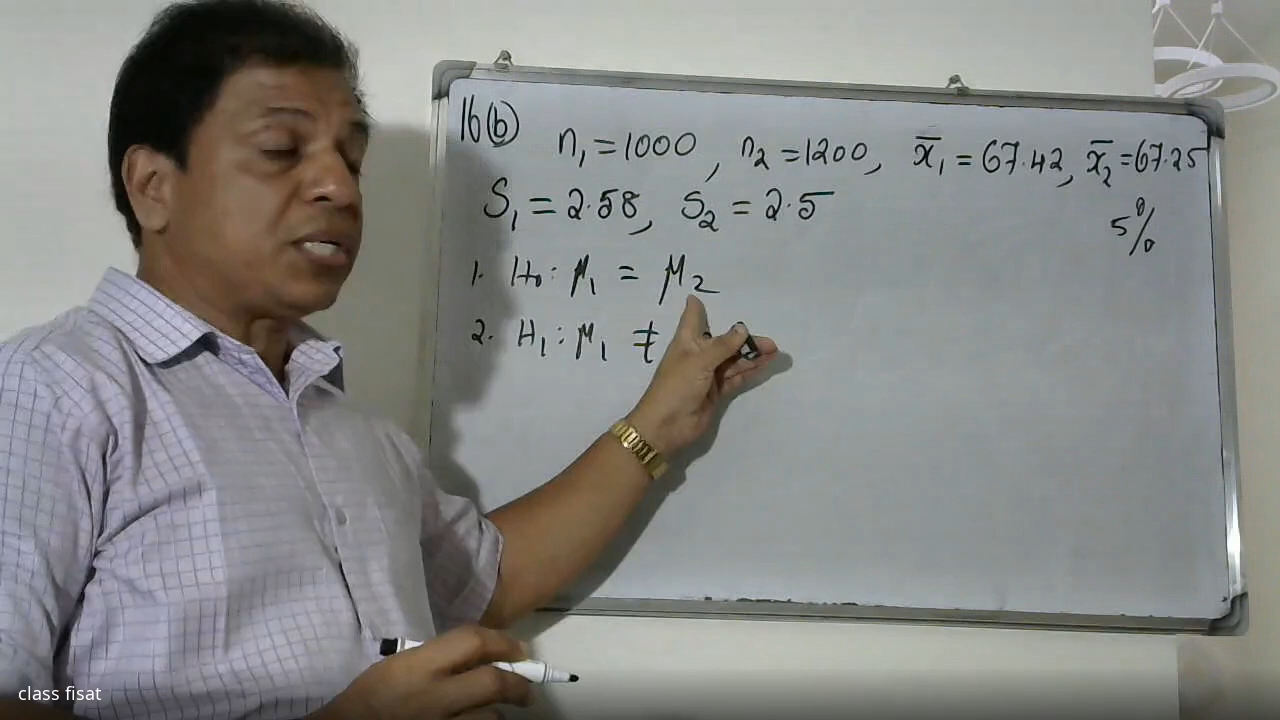 16(b) n₁ = 1000, n₂ = 1200, x̄₁ = 67.42, x̄₂ = 67.25
S₁ = 2.58, S₂ = 2.5
5%
1. H₀ : μ₁ = μ₂
2. H₁ : μ₁ ≠
class fisat